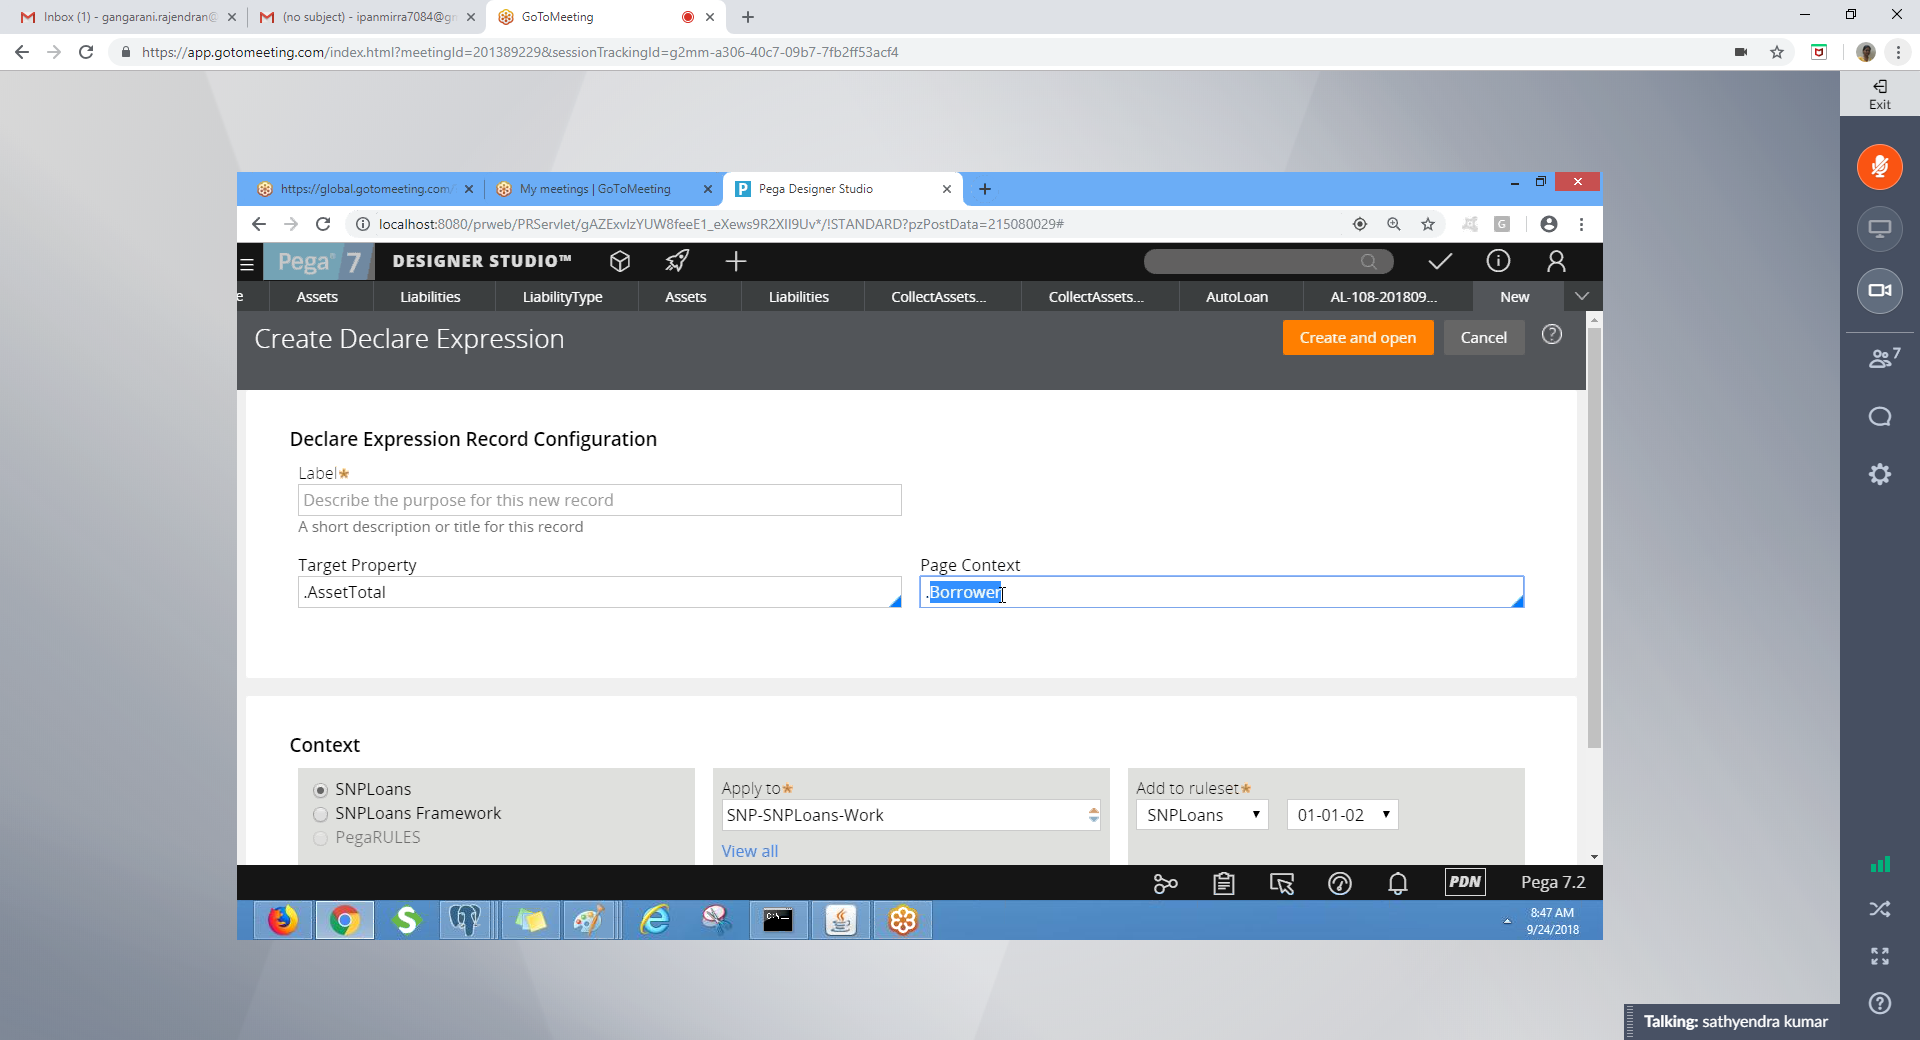 Inbox (1) - gangarani.rajendran@
(no subject) - ipanmirra7084@gm
GoToMeeting
https://app.gotomeeting.com/index.html?meetingId=201389229&sessionTrackingId=g2mm-a306-40c7-09b7-7fb2ff53acf4
Exit
https://global.gotomeeting.com/
My meetings | GoToMeeting
Pega Designer Studio
localhost:8080/prweb/PRServlet/gAZExvlzYUW8feeE1_eXews9R2XII9Uv*/!STANDARD?pzPostData=215080029#
Pega 7
DESIGNER STUDIO™
e
Assets
Liabilities
LiabilityType
Assets
Liabilities
CollectAssets...
CollectAssets...
AutoLoan
AL-108-201809...
New
Create Declare Expression
Create and open
Cancel
7
Declare Expression Record Configuration
Label*
Describe the purpose for this new record
A short description or title for this record
Target Property
Page Context
.AssetTotal
.Borrower
Context
SNPLoans
SNPLoans Framework
PegaRULES
Apply to*
SNP-SNPLoans-Work
View all
Add to ruleset*
SNPLoans
01-01-02
PDN
Pega 7.2
8:47 AM
9/24/2018
Talking: sathyendra kumar